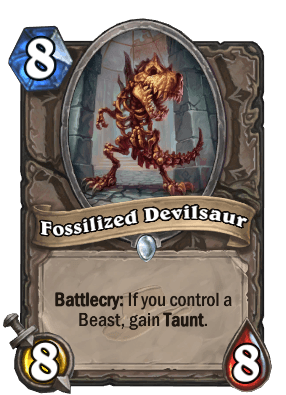 8
Fossilized Devilsaur
Battlecry: If you control a
Beast, gain Taunt.
8
8